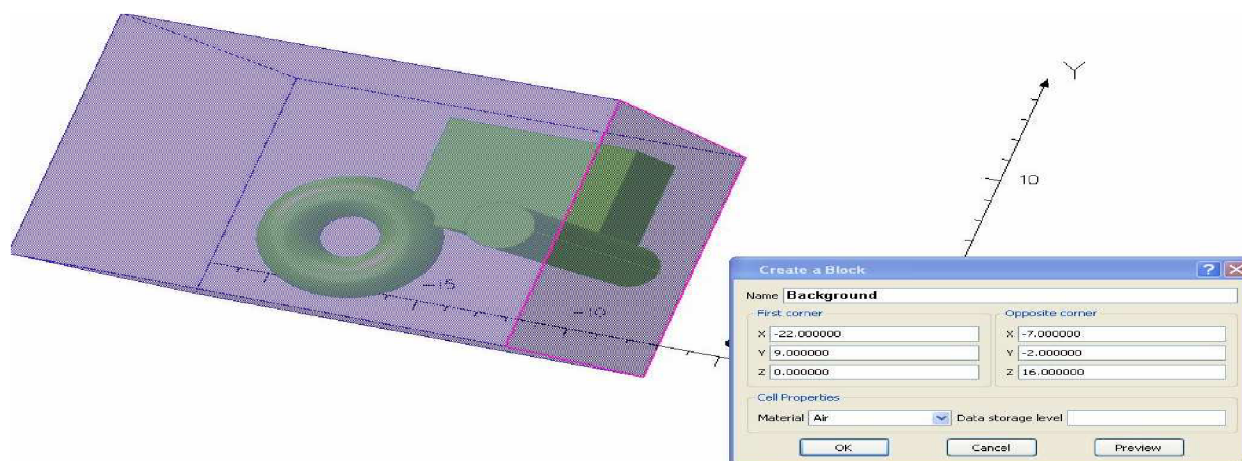 Y
10
-15
-10
Create a Block
Name Background
First corner
Opposite corner
X -22.000000
X -7.000000
Y 9.000000
Y -2.000000
Z 0.000000
Z 16.000000
Cell Properties
Material Air Data storage level
OK Cancel Preview